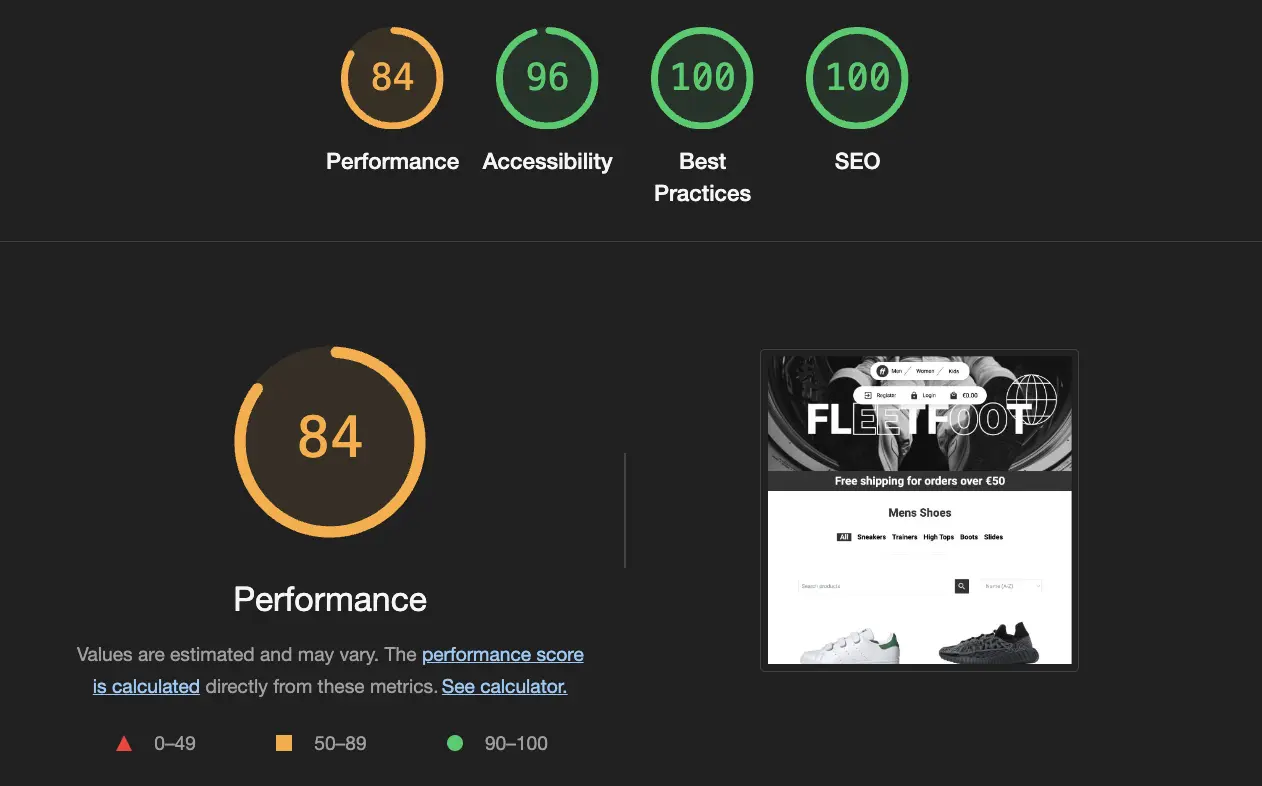 84
96
100
100
Performance
Accessibility
Best
Practices
SEO
84
Performance
Values are estimated and may vary. The performance score
is calculated directly from these metrics. See calculator.
0–49
50–89
90–100
Men
Women
Kids
Register
Login
€0.00
FLEETFOOT
Free shipping for orders over €50
Mens Shoes
All Sneakers Trainers High Tops Boots Slides
Search products
Name (A-Z)